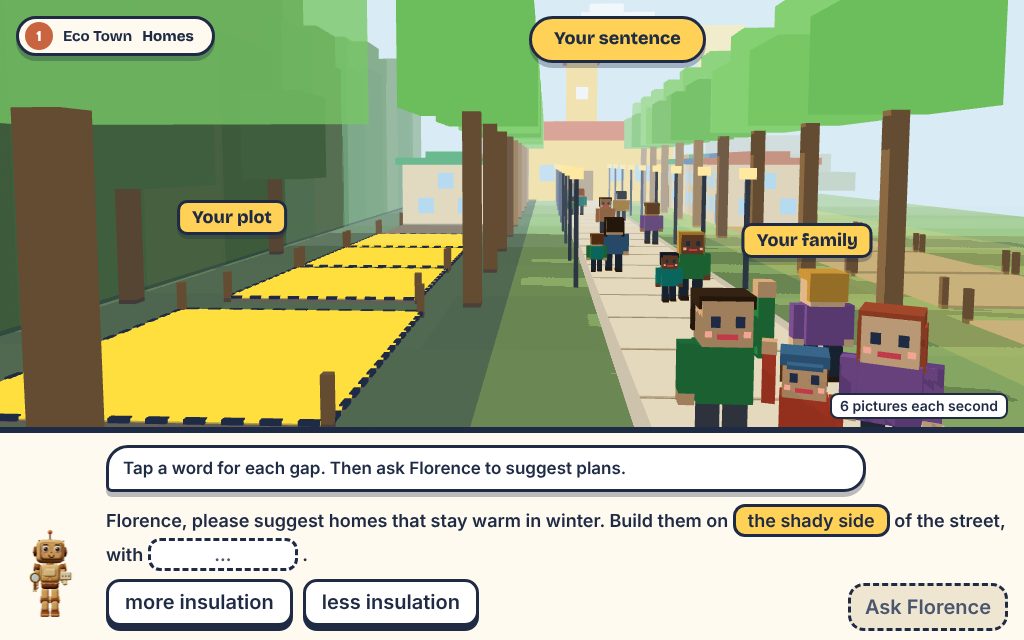 1 Eco Town Homes
Your sentence
Your plot
Your family
6 pictures each second
Tap a word for each gap. Then ask Florence to suggest plans.
Florence, please suggest homes that stay warm in winter. Build them on the shady side of the street,
with ... .
more insulation less insulation
Ask Florence